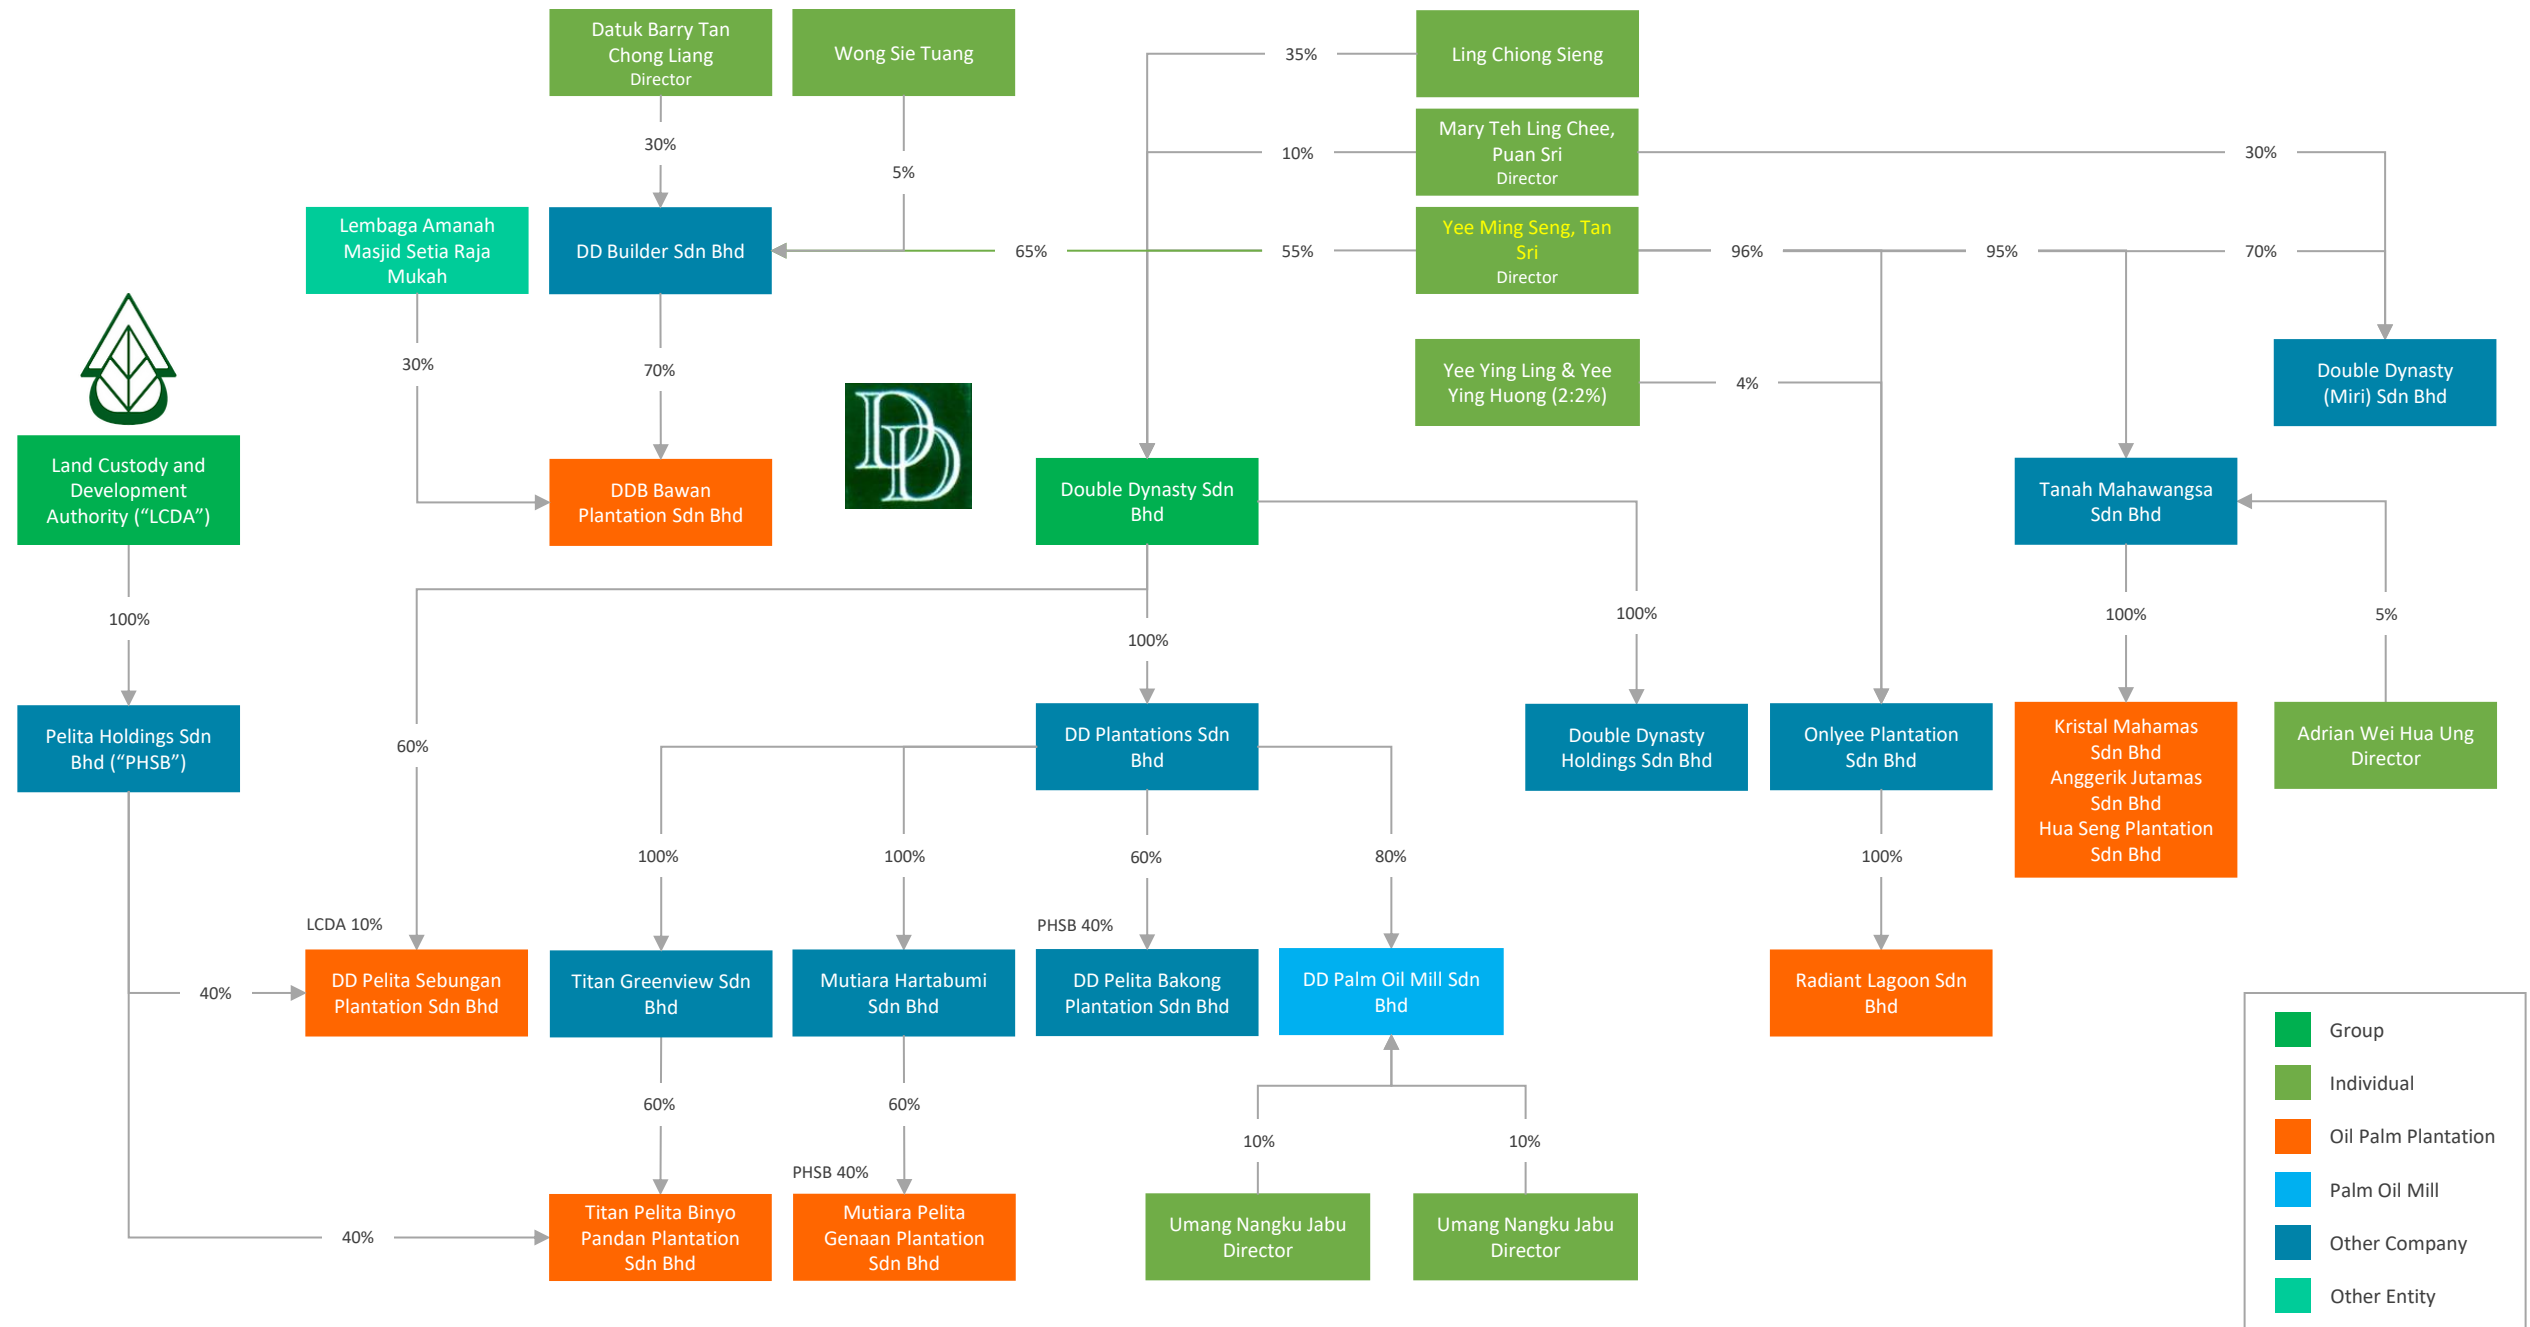 Datuk Barry Tan
Chong Liang
Director
Wong Sie Tuang
35%
Ling Chiong Sieng
30%
5%
10%
Mary Teh Ling Chee,
Puan Sri
Director
30%
Lembaga Amanah
Masjid Setia Raja
Mukah
DD Builder Sdn Bhd
65%
55%
Yee Ming Seng, Tan
Sri
Director
96%
95%
70%
30%
70%
Yee Ying Ling & Yee
Ying Huong (2:2%)
4%
Double Dynasty
(Miri) Sdn Bhd
DD
Land Custody and
Development
Authority (“LCDA”)
DDB Bawan
Plantation Sdn Bhd
Double Dynasty Sdn
Bhd
Tanah Mahawangsa
Sdn Bhd
100%
100%
100%
100%
5%
Pelita Holdings Sdn
Bhd (“PHSB”)
60%
DD Plantations Sdn
Bhd
Double Dynasty
Holdings Sdn Bhd
Onlyee Plantation
Sdn Bhd
Kristal Mahamas
Sdn Bhd
Anggerik Jutamas
Sdn Bhd
Hua Seng Plantation
Sdn Bhd
Adrian Wei Hua Ung
Director
100%
100%
60%
80%
100%
LCDA 10%
PHSB 40%
40%
DD Pelita Sebungan
Plantation Sdn Bhd
Titan Greenview Sdn
Bhd
Mutiara Hartabumi
Sdn Bhd
DD Pelita Bakong
Plantation Sdn Bhd
DD Palm Oil Mill Sdn
Bhd
Radiant Lagoon Sdn
Bhd
60%
60%
10%
10%
PHSB 40%
40%
Titan Pelita Binyo
Pandan Plantation
Sdn Bhd
Mutiara Pelita
Genaan Plantation
Sdn Bhd
Umang Nangku Jabu
Director
Umang Nangku Jabu
Director
Group
Individual
Oil Palm Plantation
Palm Oil Mill
Other Company
Other Entity